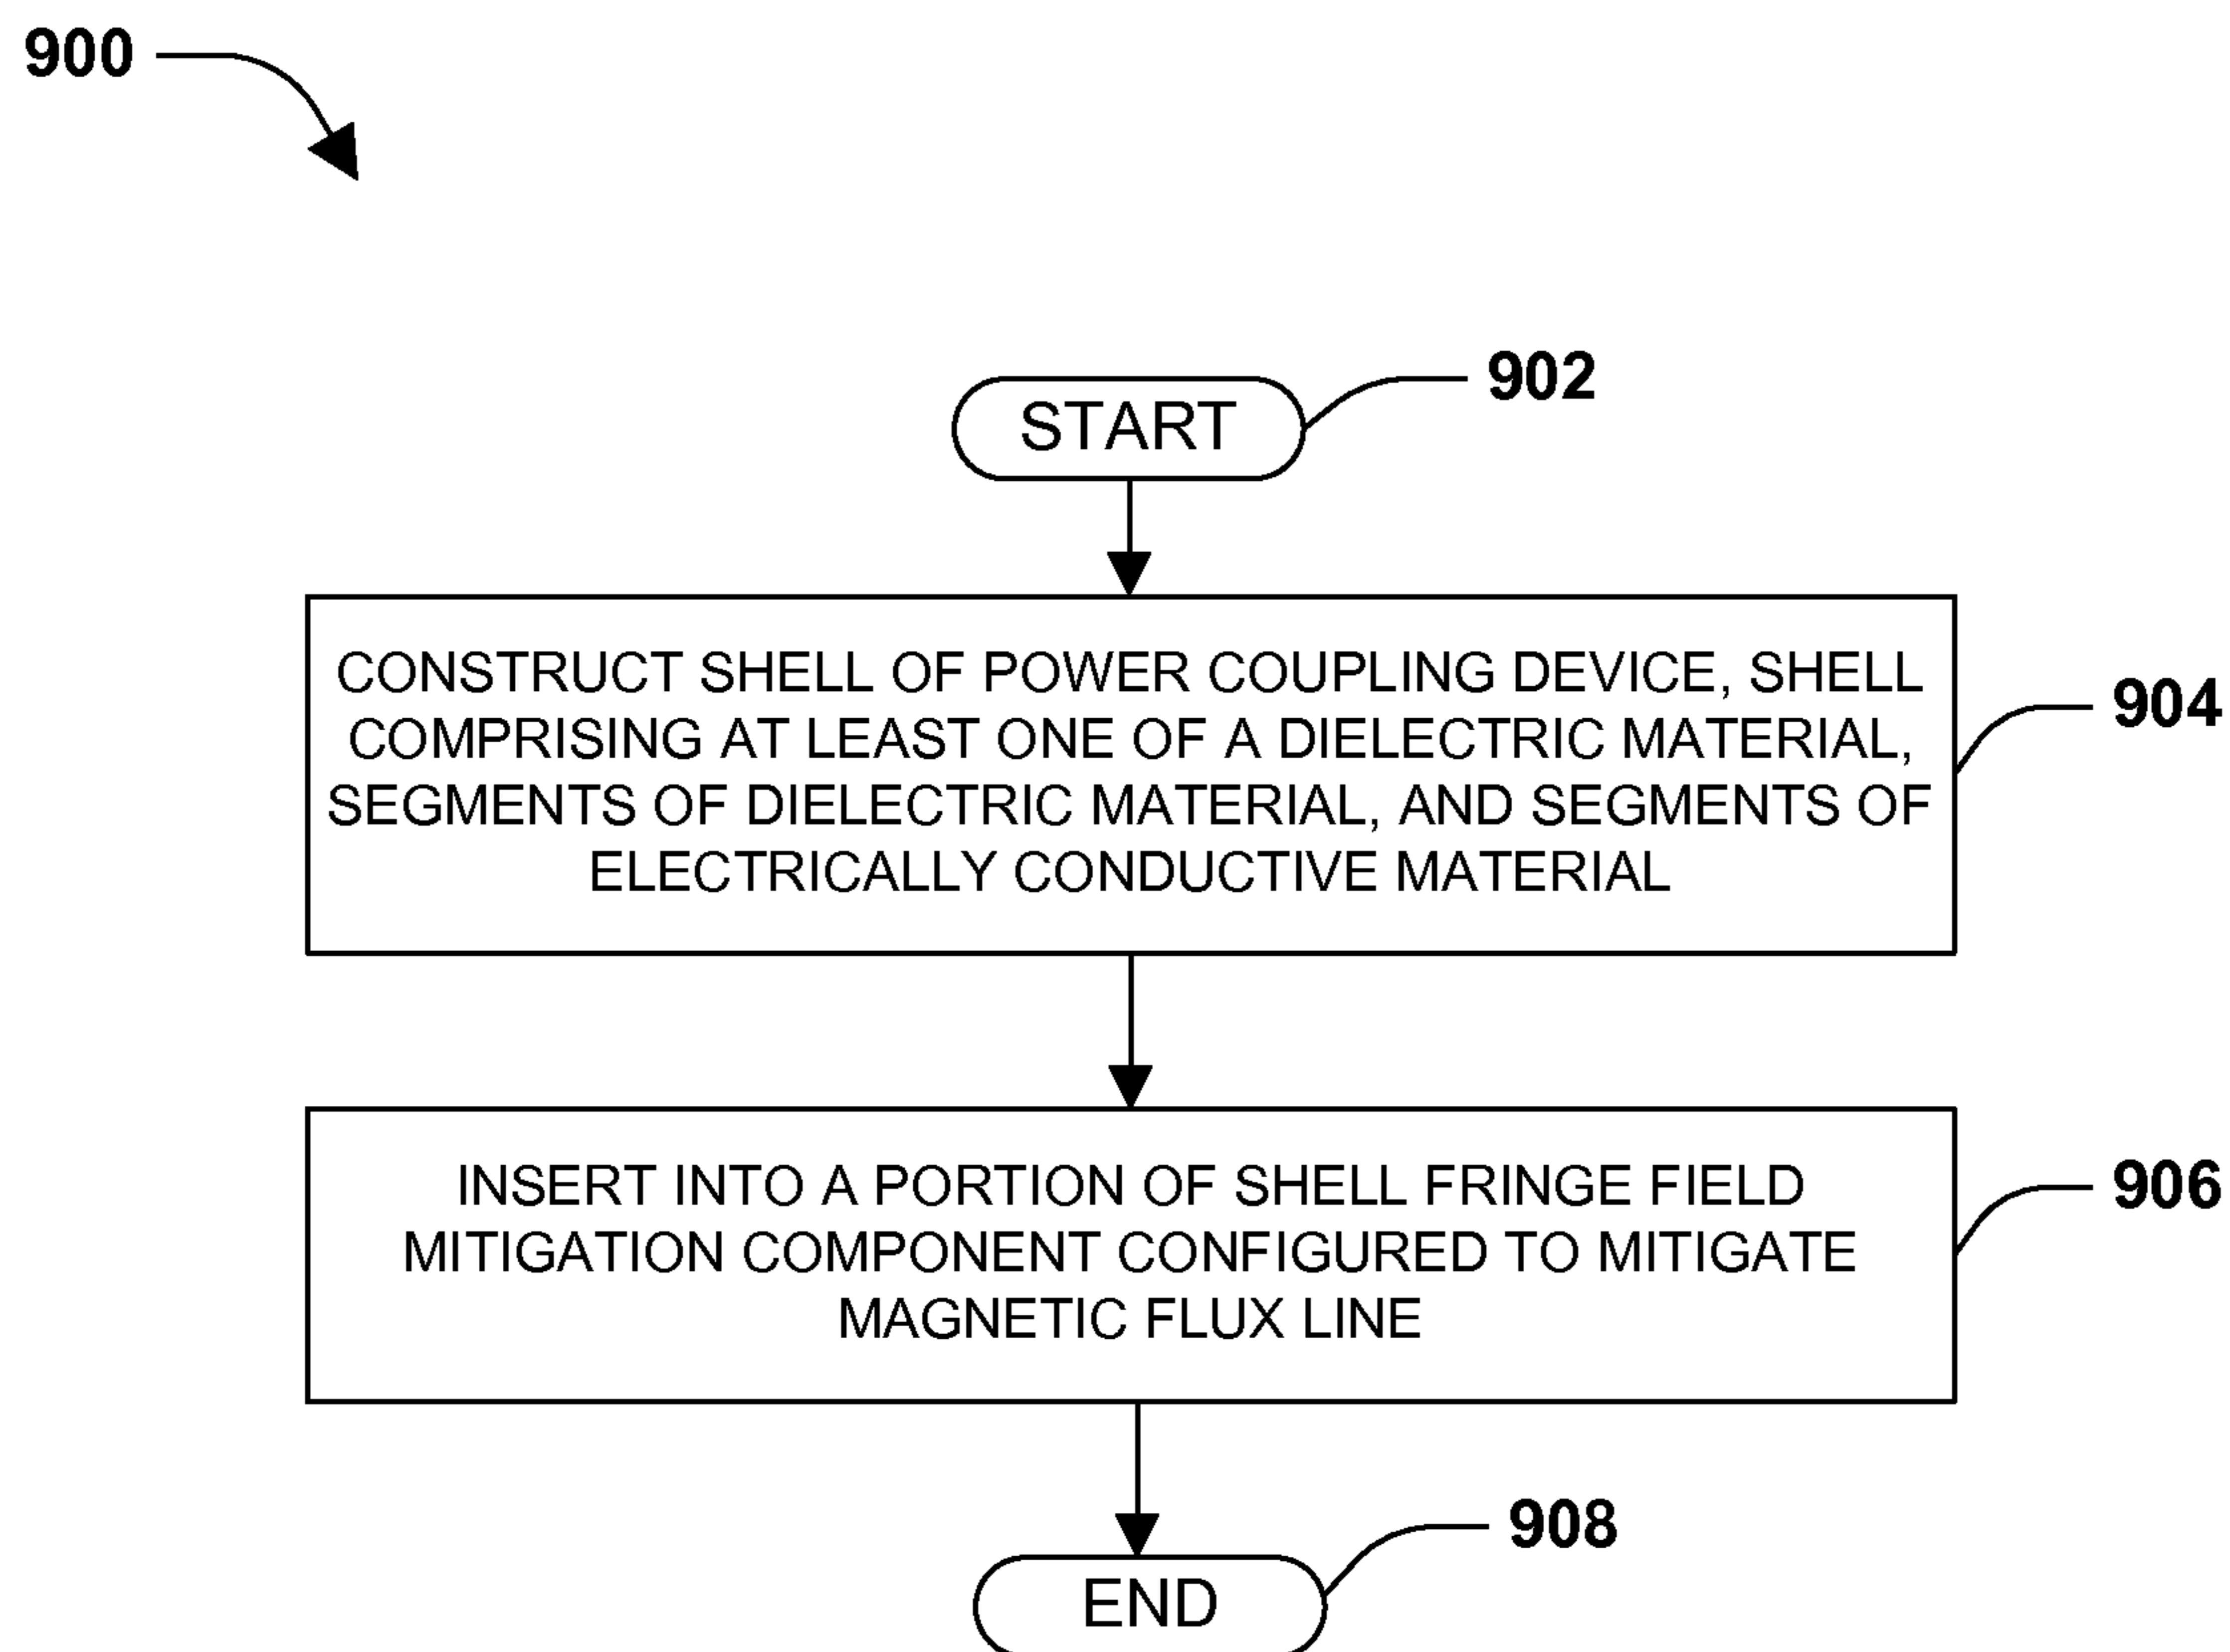 900
902
START
904
CONSTRUCT SHELL OF POWER COUPLING DEVICE, SHELL
COMPRISING AT LEAST ONE OF A DIELECTRIC MATERIAL,
SEGMENTS OF DIELECTRIC MATERIAL, AND SEGMENTS OF
ELECTRICALLY CONDUCTIVE MATERIAL
906
INSERT INTO A PORTION OF SHELL FRINGE FIELD
MITIGATION COMPONENT CONFIGURED TO MITIGATE
MAGNETIC FLUX LINE
908
END